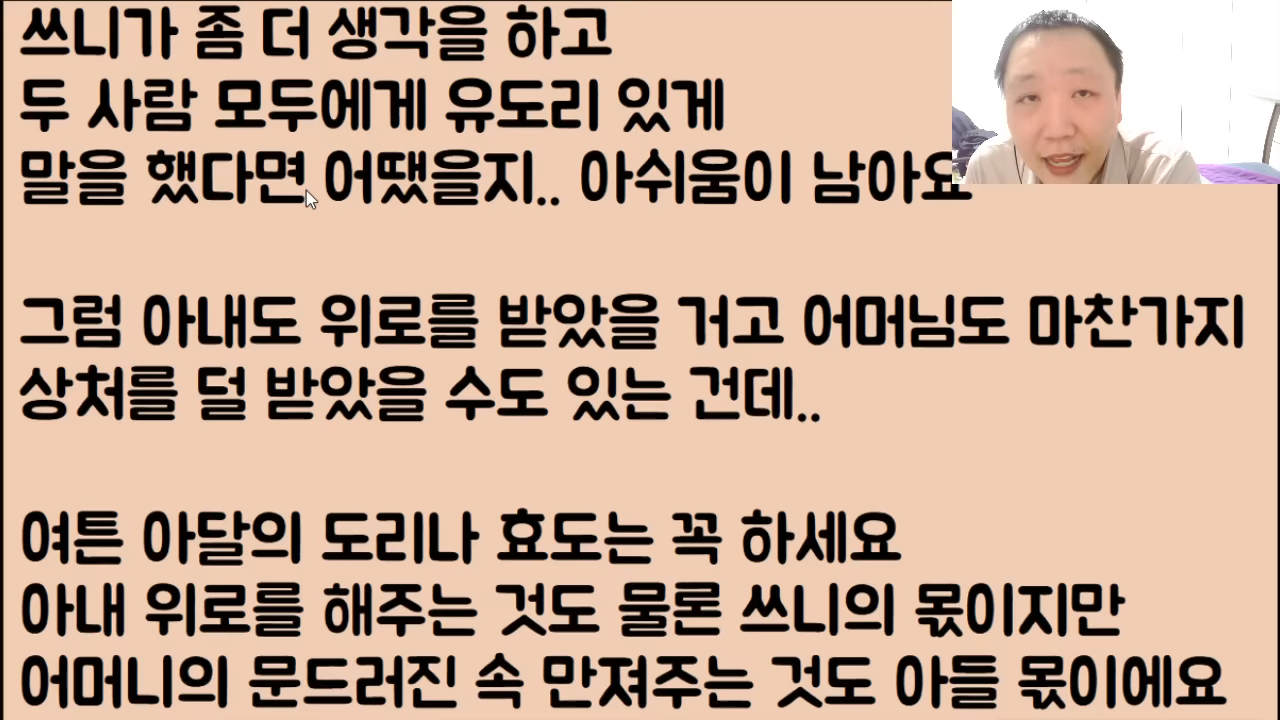 쓰니가 좀 더 생각을 하고
두 사람 모두에게 유도리 있게
말을 했다면 어땠을지.. 아쉬움이 남아요
그럼 아내도 위로를 받았을 거고 어머님도 마찬가지
상처를 덜 받았을 수도 있는 건데..
여튼 아달의 도리나 효도는 꼭 하세요
아내 위로를 해주는 것도 물론 쓰니의 몫이지만
어머니의 문드러진 속 만져주는 것도 아들 몫이에요